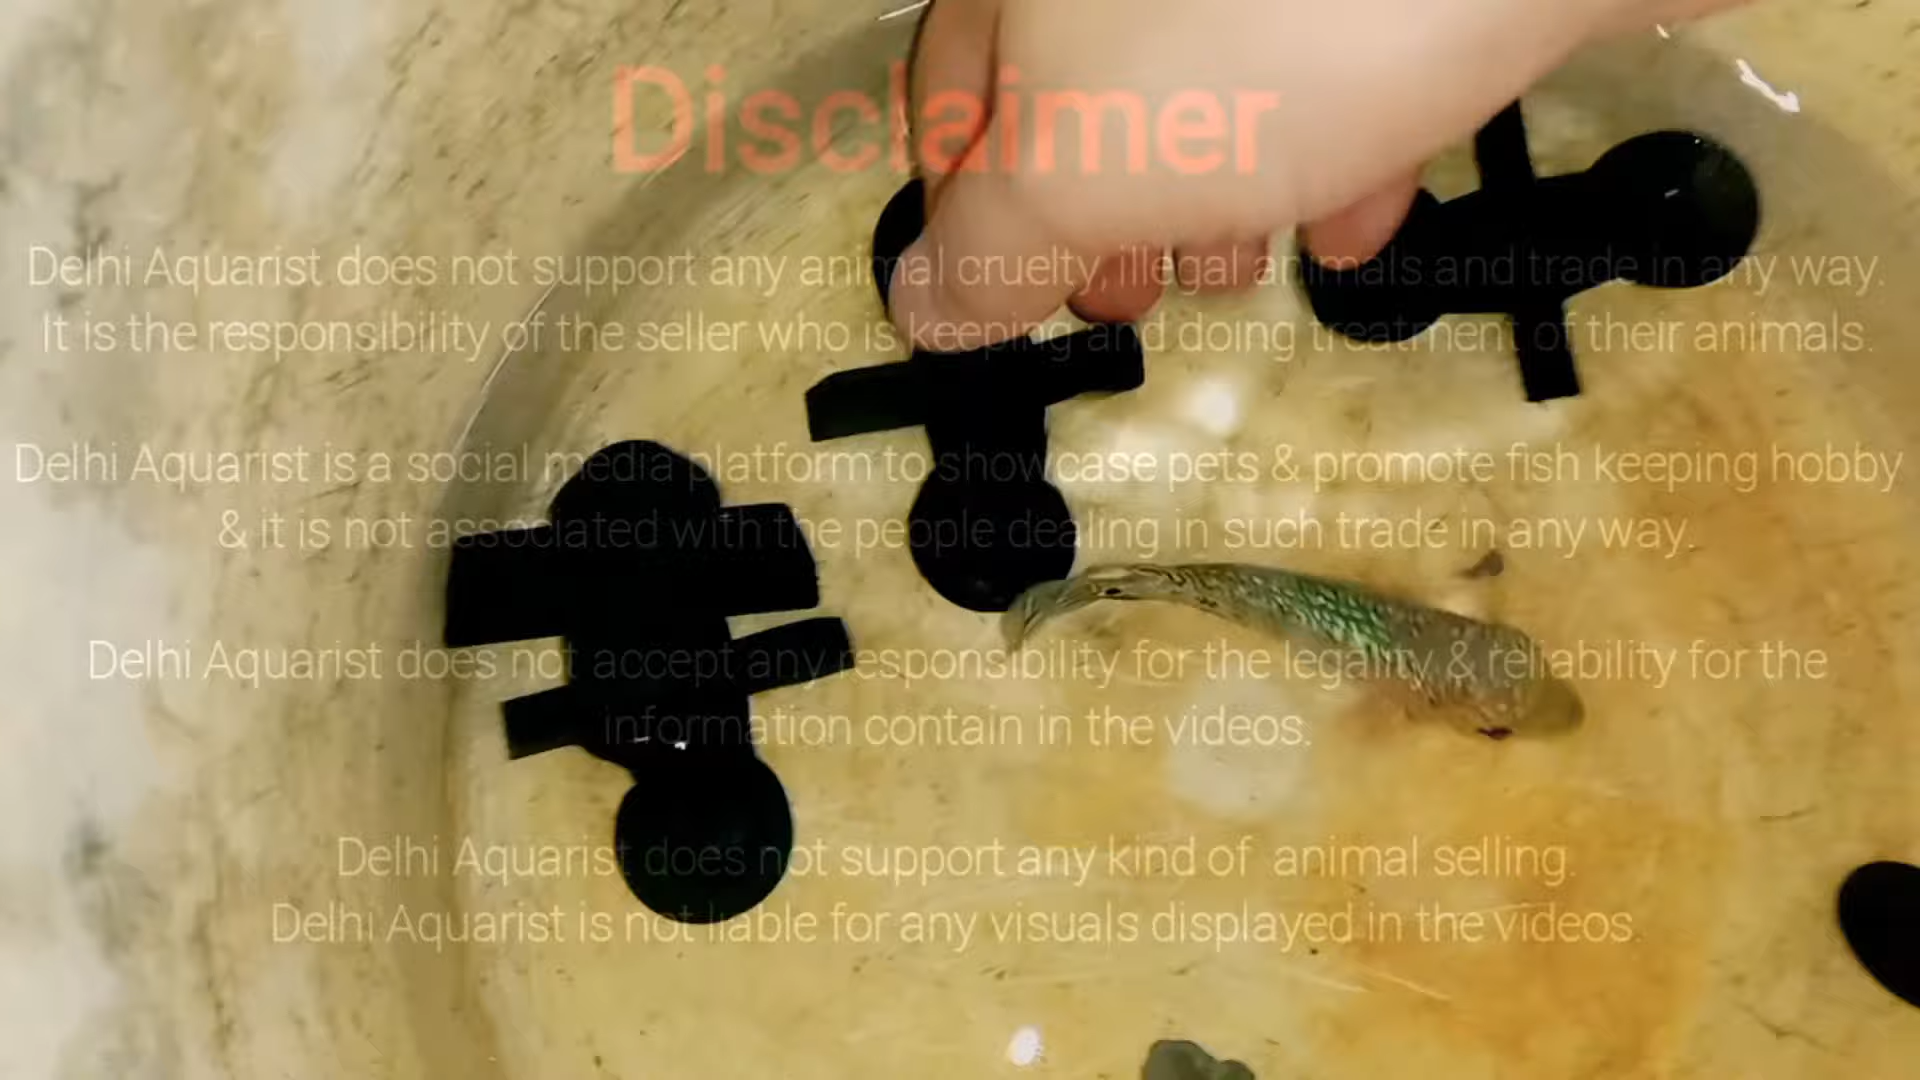 Disclaimer
Delhi Aquarist does not support any animal cruelty, illegal animals and trade in any way.
It is the responsibility of the seller who is keeping and doing treatment of their animals.
Delhi Aquarist is a social media platform to showcase pets & promote fish keeping hobby
& it is not associated with the people dealing in such trade in any way.
Delhi Aquarist does not accept any responsibility for the legality & reliability for the
information contain in the videos.
Delhi Aquarist does not support any kind of animal selling.
Delhi Aquarist is not liable for any visuals displayed in the videos.